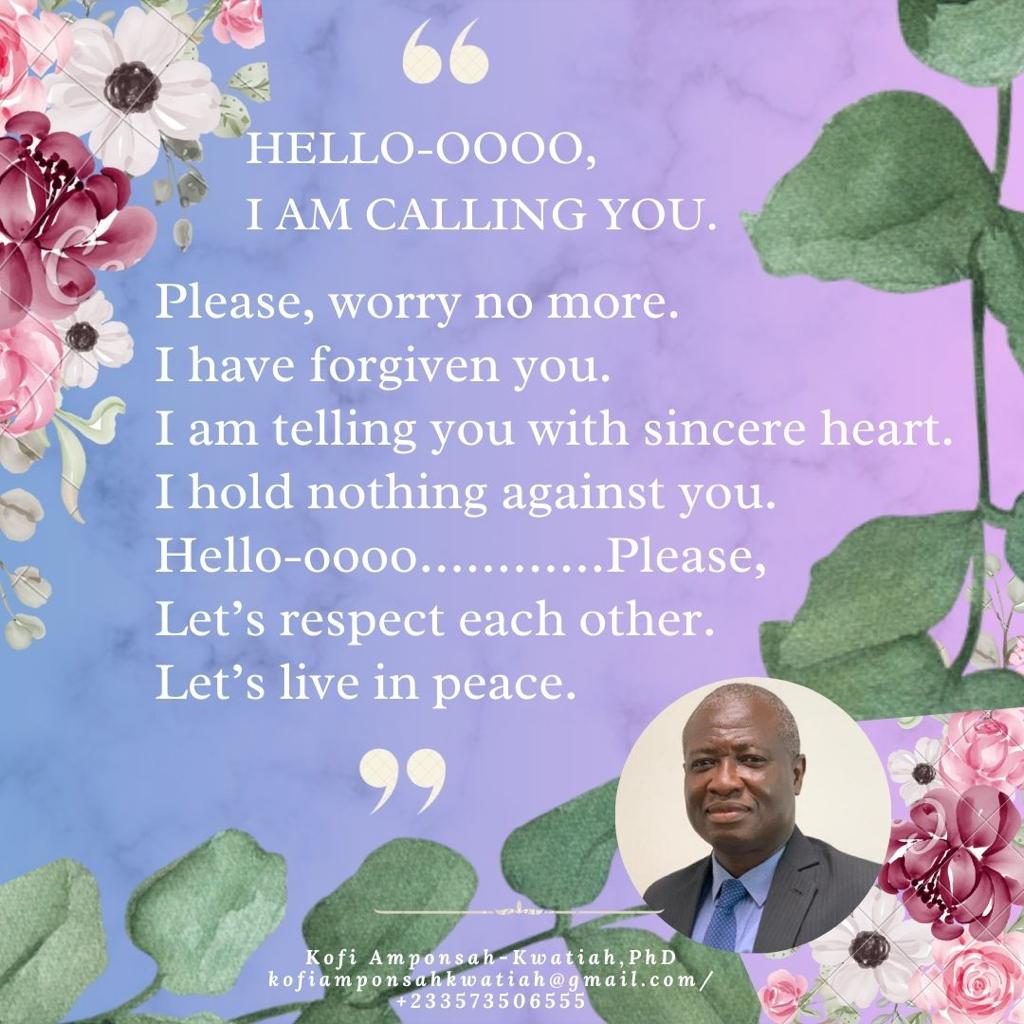 HELLO-OOOO,
I AM CALLING YOU.
Please, worry no more.
I have forgiven you.
I am telling you with sincere heart.
I hold nothing against you.
Hello-oooo............Please,
Let’s respect each other.
Let’s live in peace.
Kofi Amponsah-Kwatiah,PhD
kofiamponsahkwatiah@gmail.com/
+233573506555